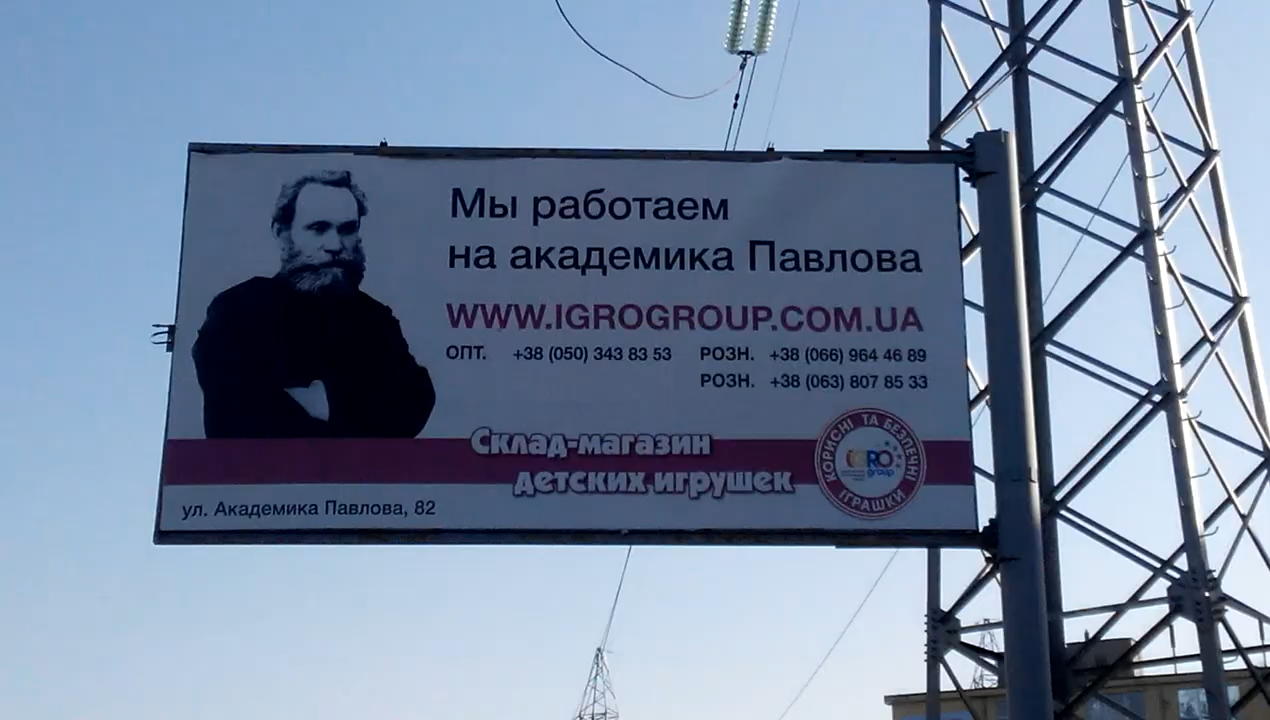 Мы работаем
на академика Павлова
WWW.IGROGROUP.COM.UA
ОПТ. +38 (050) 343 83 53 РОЗН. +38 (066) 964 46 89
РОЗН. +38 (063) 807 85 33
Склад-магазин
детских игрушек
КОРИСНІ ТА БЕЗПЕЧНІ
IGRO
group
ІГРАШКИ
ул. Академика Павлова, 82